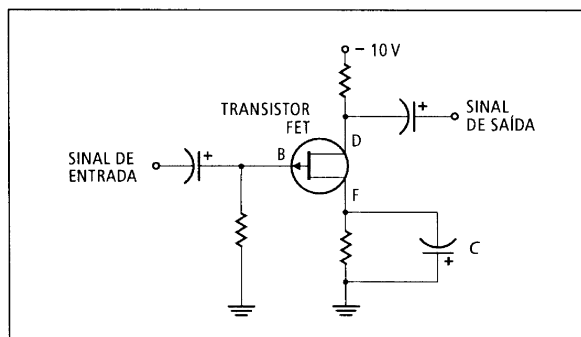 – 10 V
TRANSISTOR
FET
SINAL
DE SAÍDA
D
SINAL DE
ENTRADA
B
F
C
+
+
+